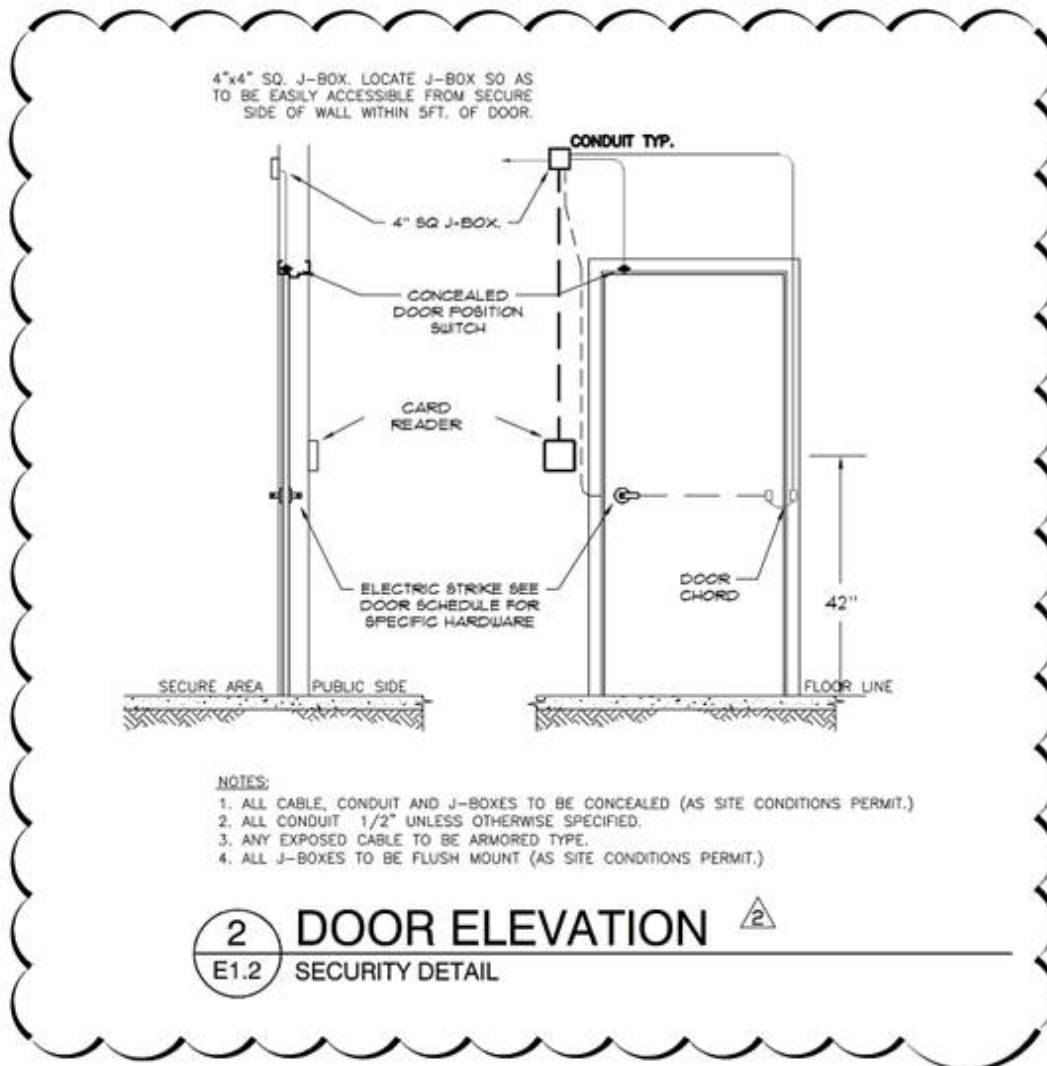 4"x4" SQ. J-BOX. LOCATE J-BOX SO AS
TO BE EASILY ACCESSIBLE FROM SECURE
SIDE OF WALL WITHIN 5FT. OF DOOR.
CONDUIT TYP.
4" SQ J-BOX.
CONCEALED
DOOR POSITION
SWITCH
CARD
READER
ELECTRIC STRIKE SEE
DOOR SCHEDULE FOR
SPECIFIC HARDWARE
DOOR
CHORD
42"
SECURE AREA
PUBLIC SIDE
FLOOR LINE
NOTES:
1. ALL CABLE, CONDUIT AND J-BOXES TO BE CONCEALED (AS SITE CONDITIONS PERMIT.)
2. ALL CONDUIT 1/2" UNLESS OTHERWISE SPECIFIED.
3. ANY EXPOSED CABLE TO BE ARMORED TYPE.
4. ALL J-BOXES TO BE FLUSH MOUNT (AS SITE CONDITIONS PERMIT.)
2
E1.2
DOOR ELEVATION
2
SECURITY DETAIL